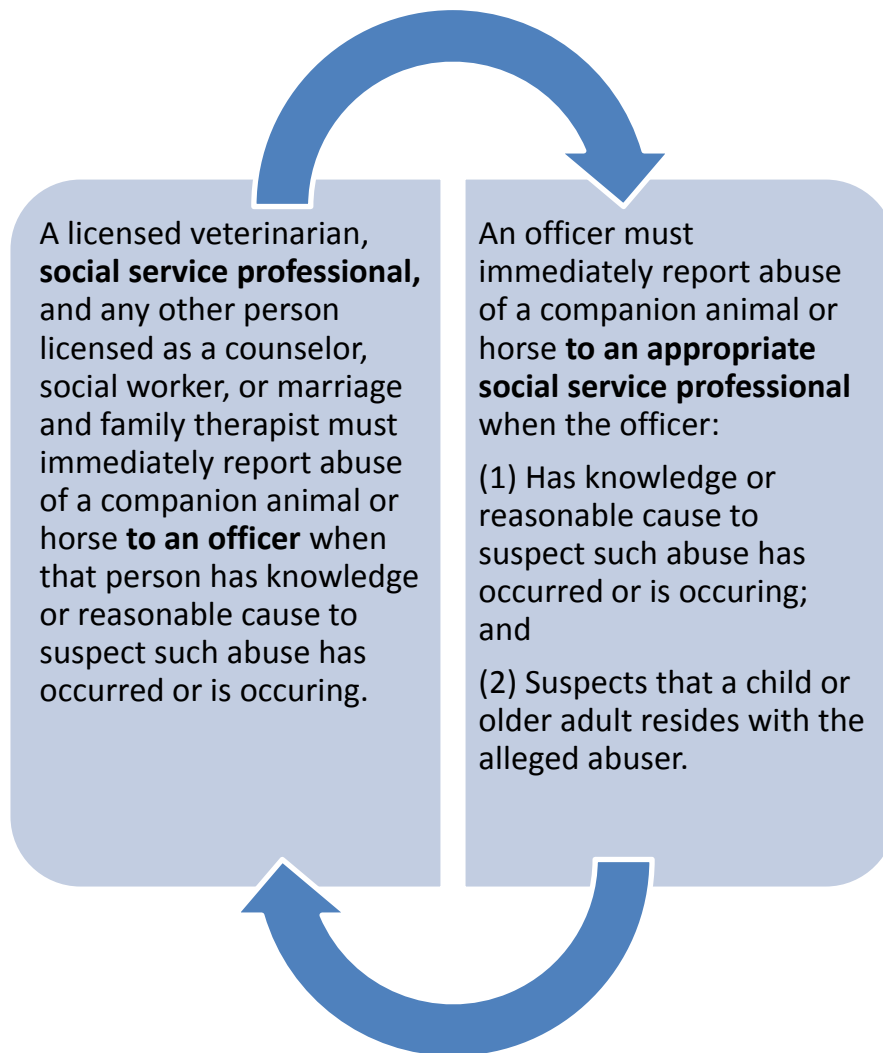 A licensed veterinarian,
social service professional,
and any other person
licensed as a counselor,
social worker, or marriage
and family therapist must
immediately report abuse
of a companion animal or
horse to an officer when
that person has knowledge
or reasonable cause to
suspect such abuse has
occurred or is occuring.
An officer must
immediately report abuse
of a companion animal or
horse to an appropriate
social service professional
when the officer:
(1) Has knowledge or
reasonable cause to
suspect such abuse has
occurred or is occuring;
and
(2) Suspects that a child or
older adult resides with the
alleged abuser.